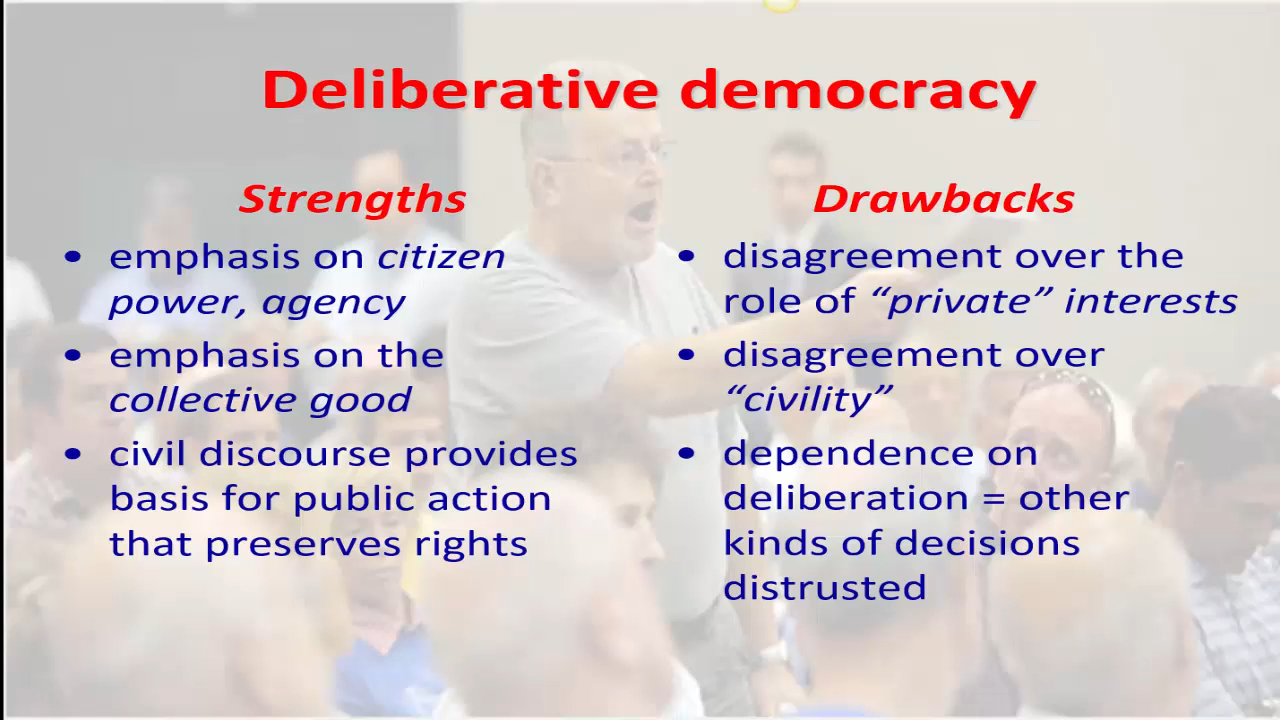 Deliberative democracy
Strengths
• emphasis on citizen
power, agency
• emphasis on the
collective good
• civil discourse provides
basis for public action
that preserves rights
Drawbacks
• disagreement over the
role of “private” interests
• disagreement over
“civility”
• dependence on
deliberation = other
kinds of decisions
distrusted